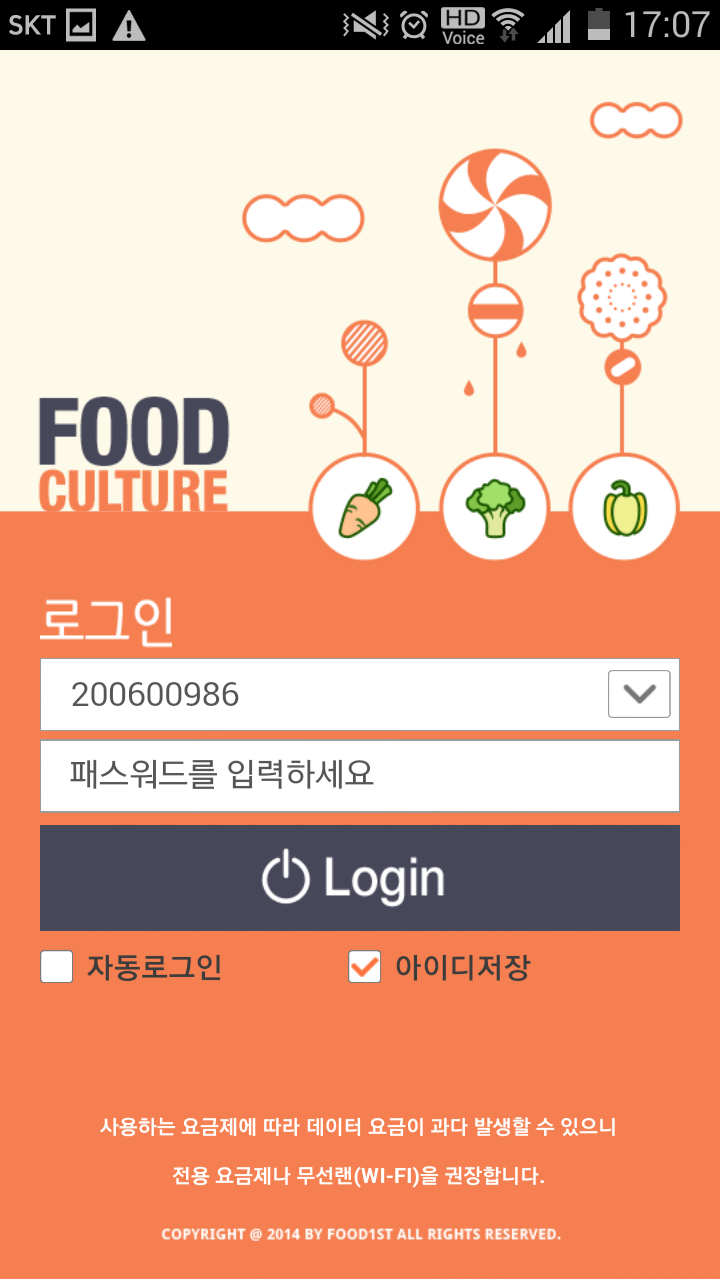 SKT HD Voice 17:07
FOOD
CULTURE
로그인
200600986
패스워드를 입력하세요
Login
자동로그인 아이디저장
사용하는 요금제에 따라 데이터 요금이 과다 발생할 수 있으니
전용 요금제나 무선랜(WI-FI)을 권장합니다.
COPYRIGHT @ 2014 BY FOOD1ST ALL RIGHTS RESERVED.